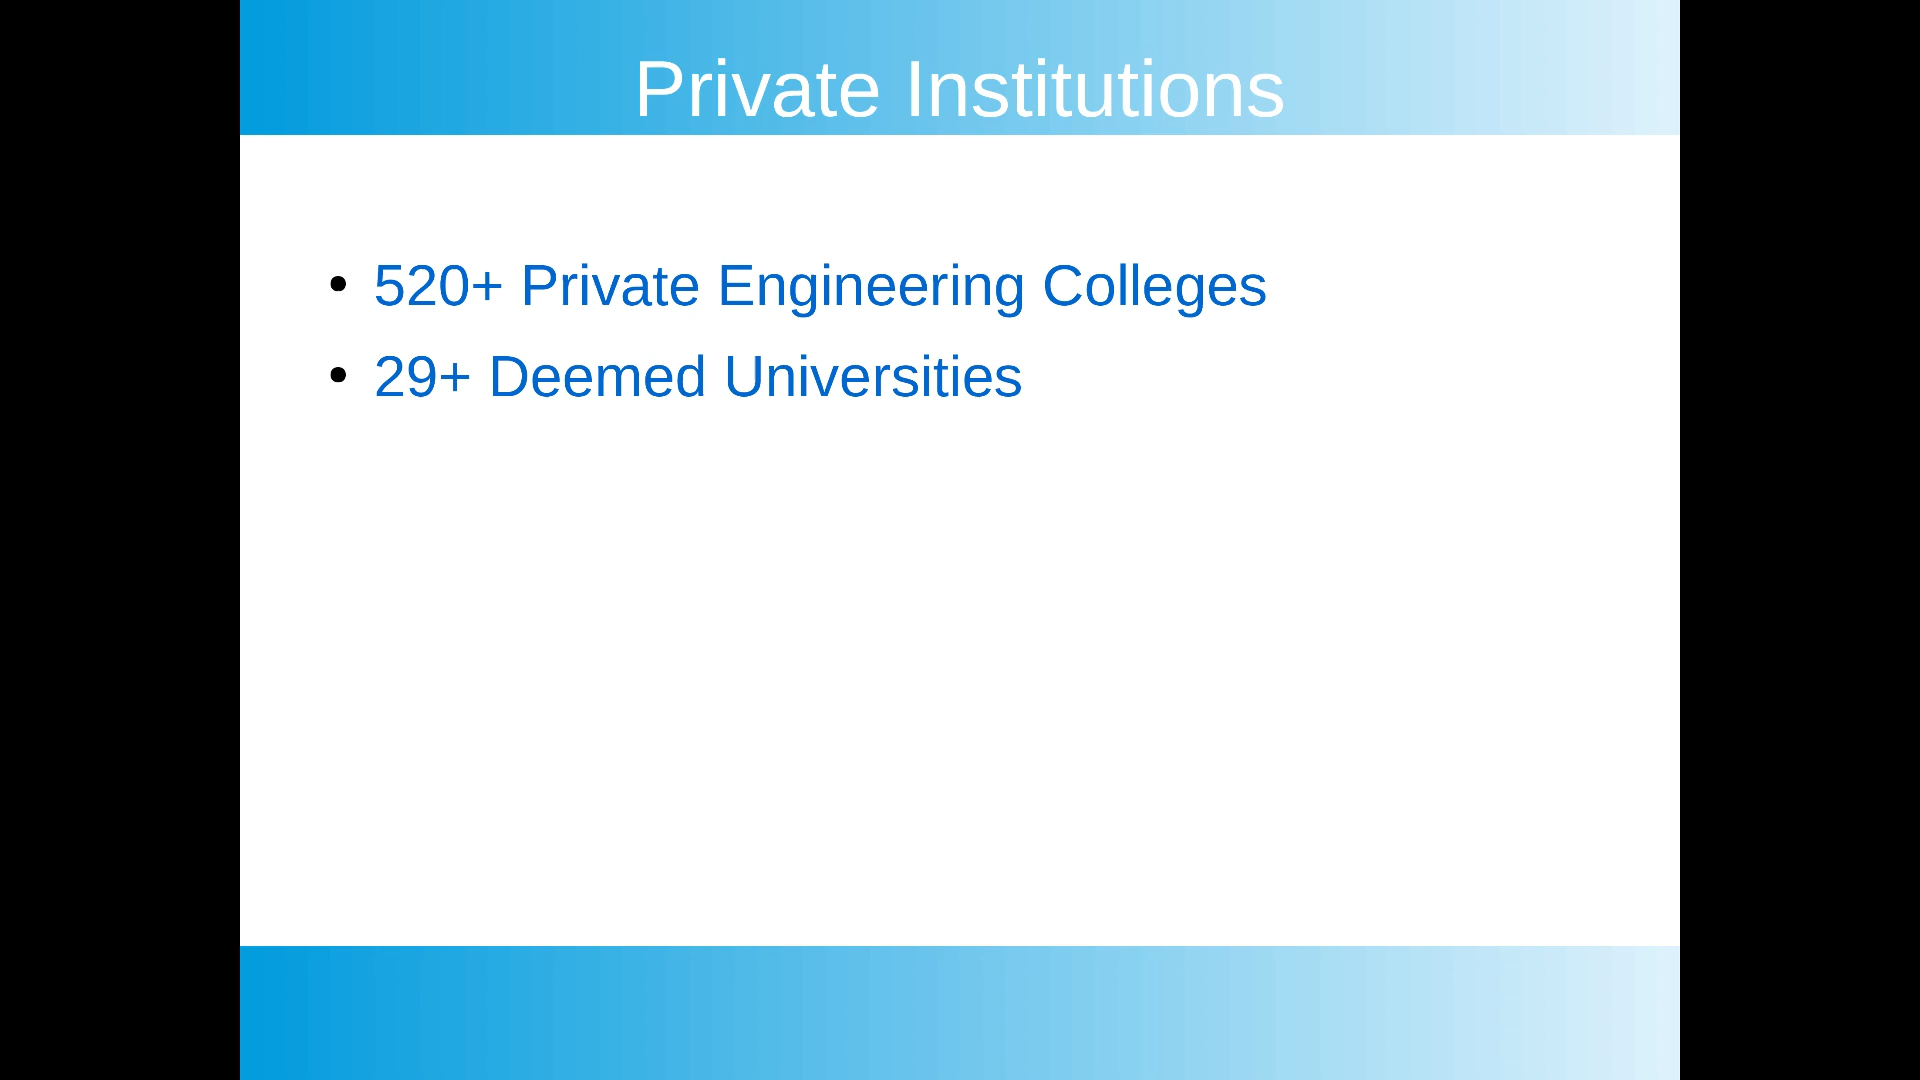 Private Institutions
• 520+ Private Engineering Colleges
• 29+ Deemed Universities